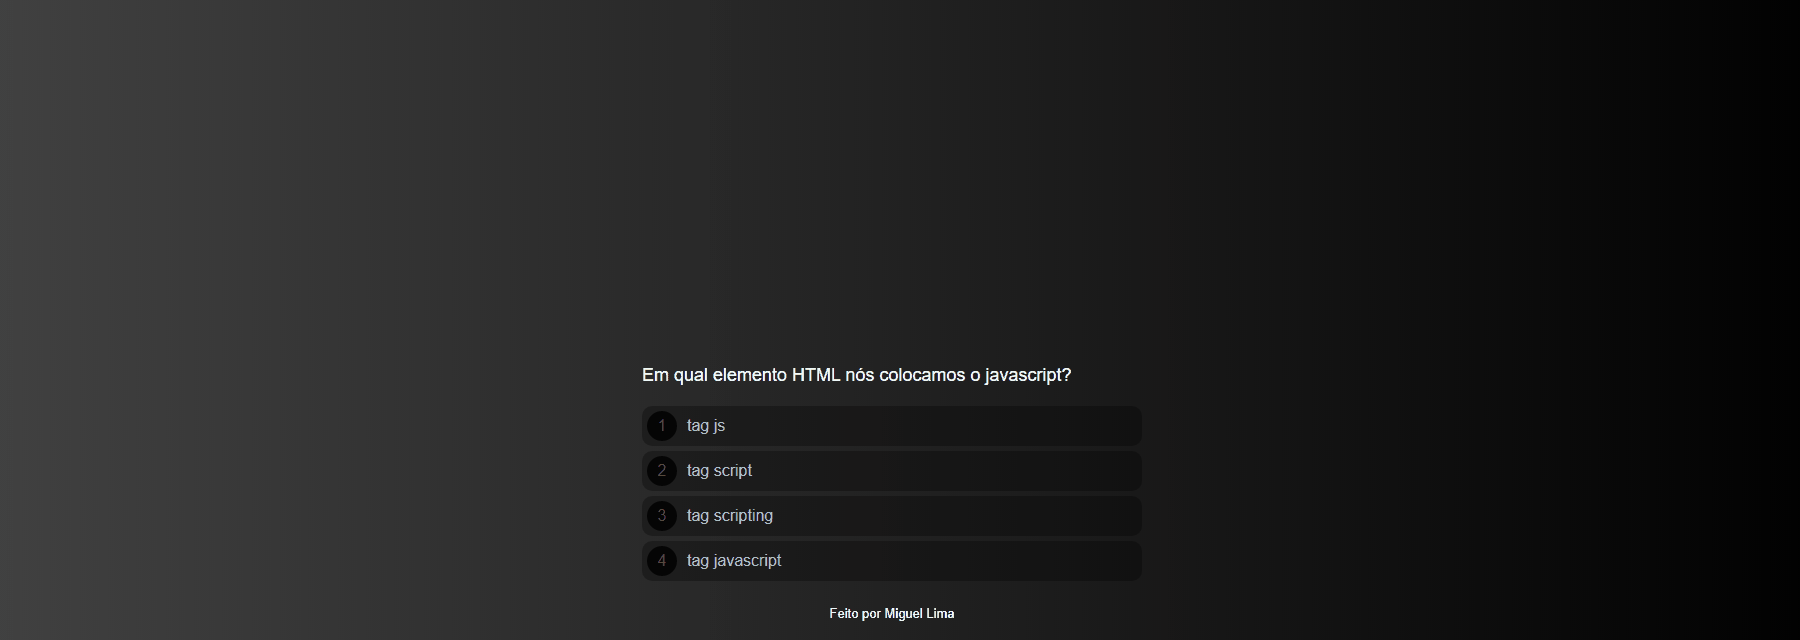 Em qual elemento HTML nós colocamos o javascript?
1 tag js
2 tag script
3 tag scripting
4 tag javascript
Feito por Miguel Lima